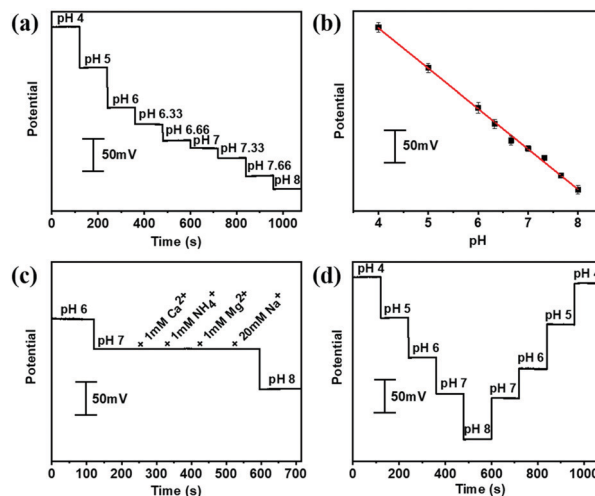 (a)
pH 4
pH 5
pH 6
pH 6.33
pH 6.66
pH 7
pH 7.33
pH 7.66
pH 8
50mV
Potential
0 200 400 600 800 1000
Time (s)
(b)
50mV
Potential
4 5 6 7 8
pH
(c)
pH 6
pH 7
1mM Ca2+
1mM NH4+
1mM Mg2+
20mM Na+
pH 8
50mV
Potential
0 100 200 300 400 500 600 700
Time (s)
(d)
pH 4
pH 5
pH 6
pH 7
pH 8
pH 7
pH 6
pH 5
pH 4
50mV
Potential
0 200 400 600 800 1000
Time (s)